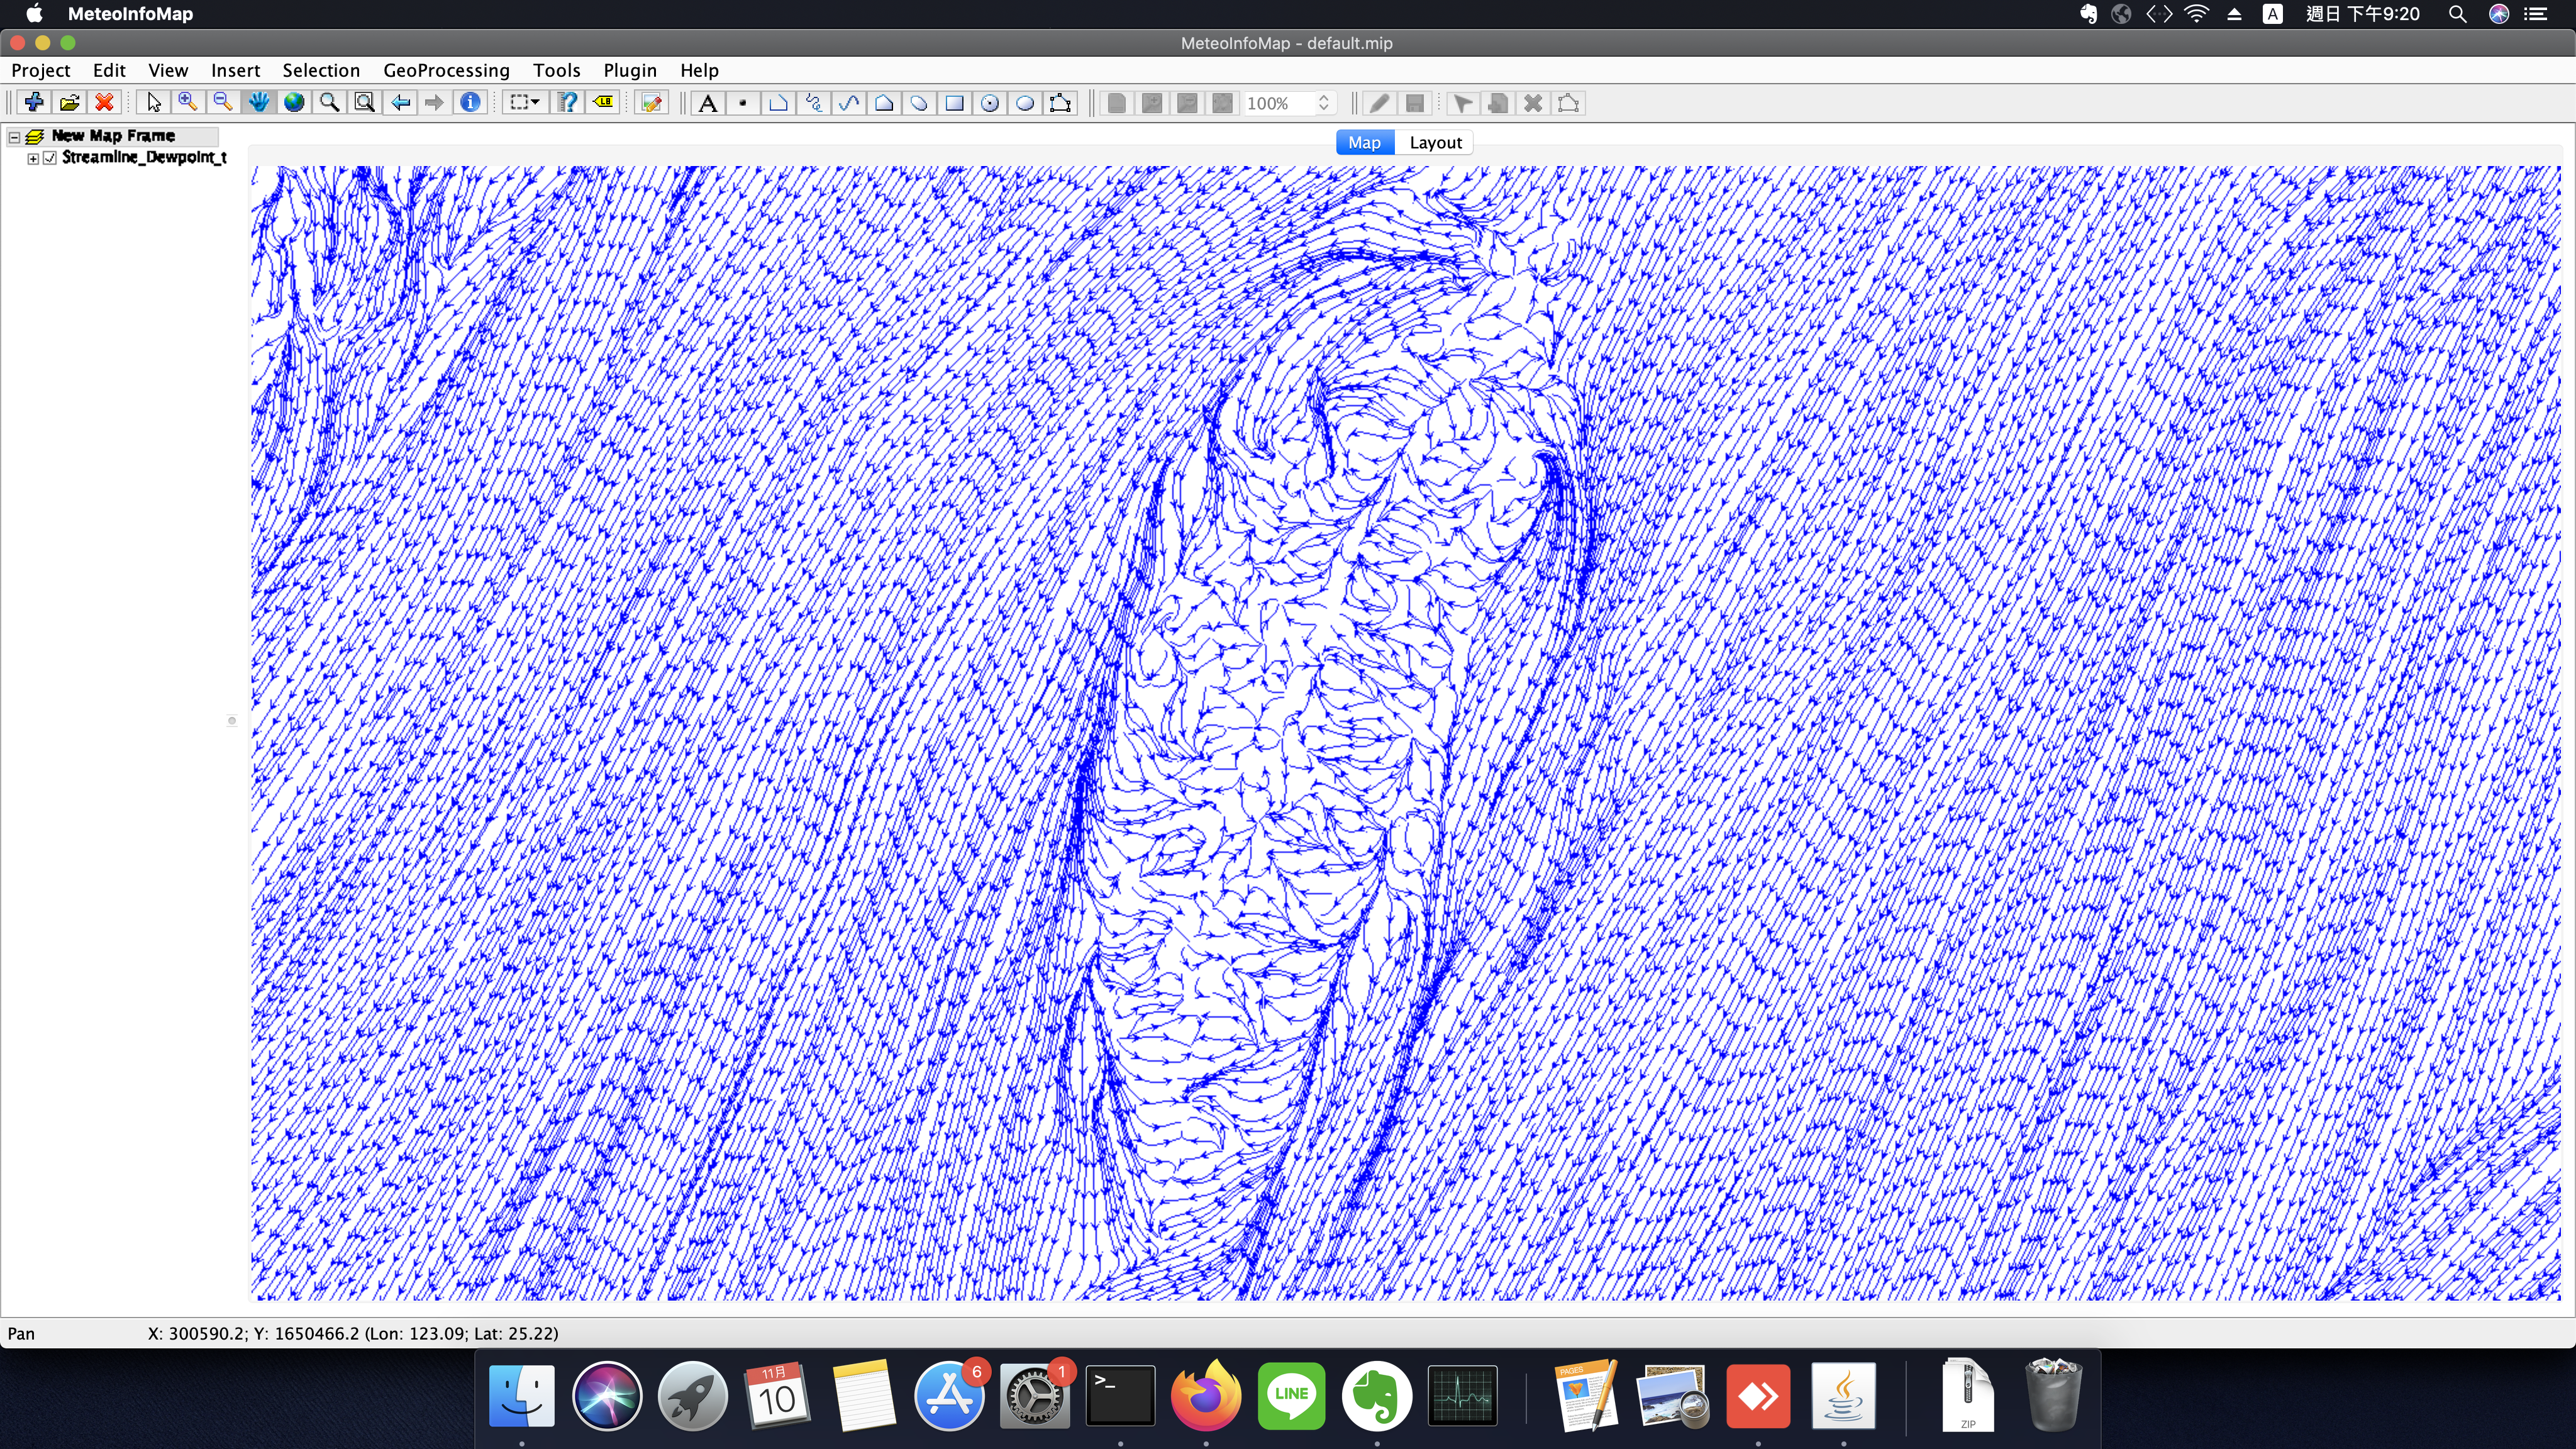 MeteoInfoMap
A
週日 下午9:20
MeteoInfoMap - default.mip
Project Edit View Insert Selection GeoProcessing Tools Plugin Help
LB A 100%
New Map Frame
Streamline_Dewpoint_t
Map Layout
Pan X: 300590.2; Y: 1650466.2 (Lon: 123.09; Lat: 25.22)
11月
10
6
1
>_
LINE
PAGES
ZIP